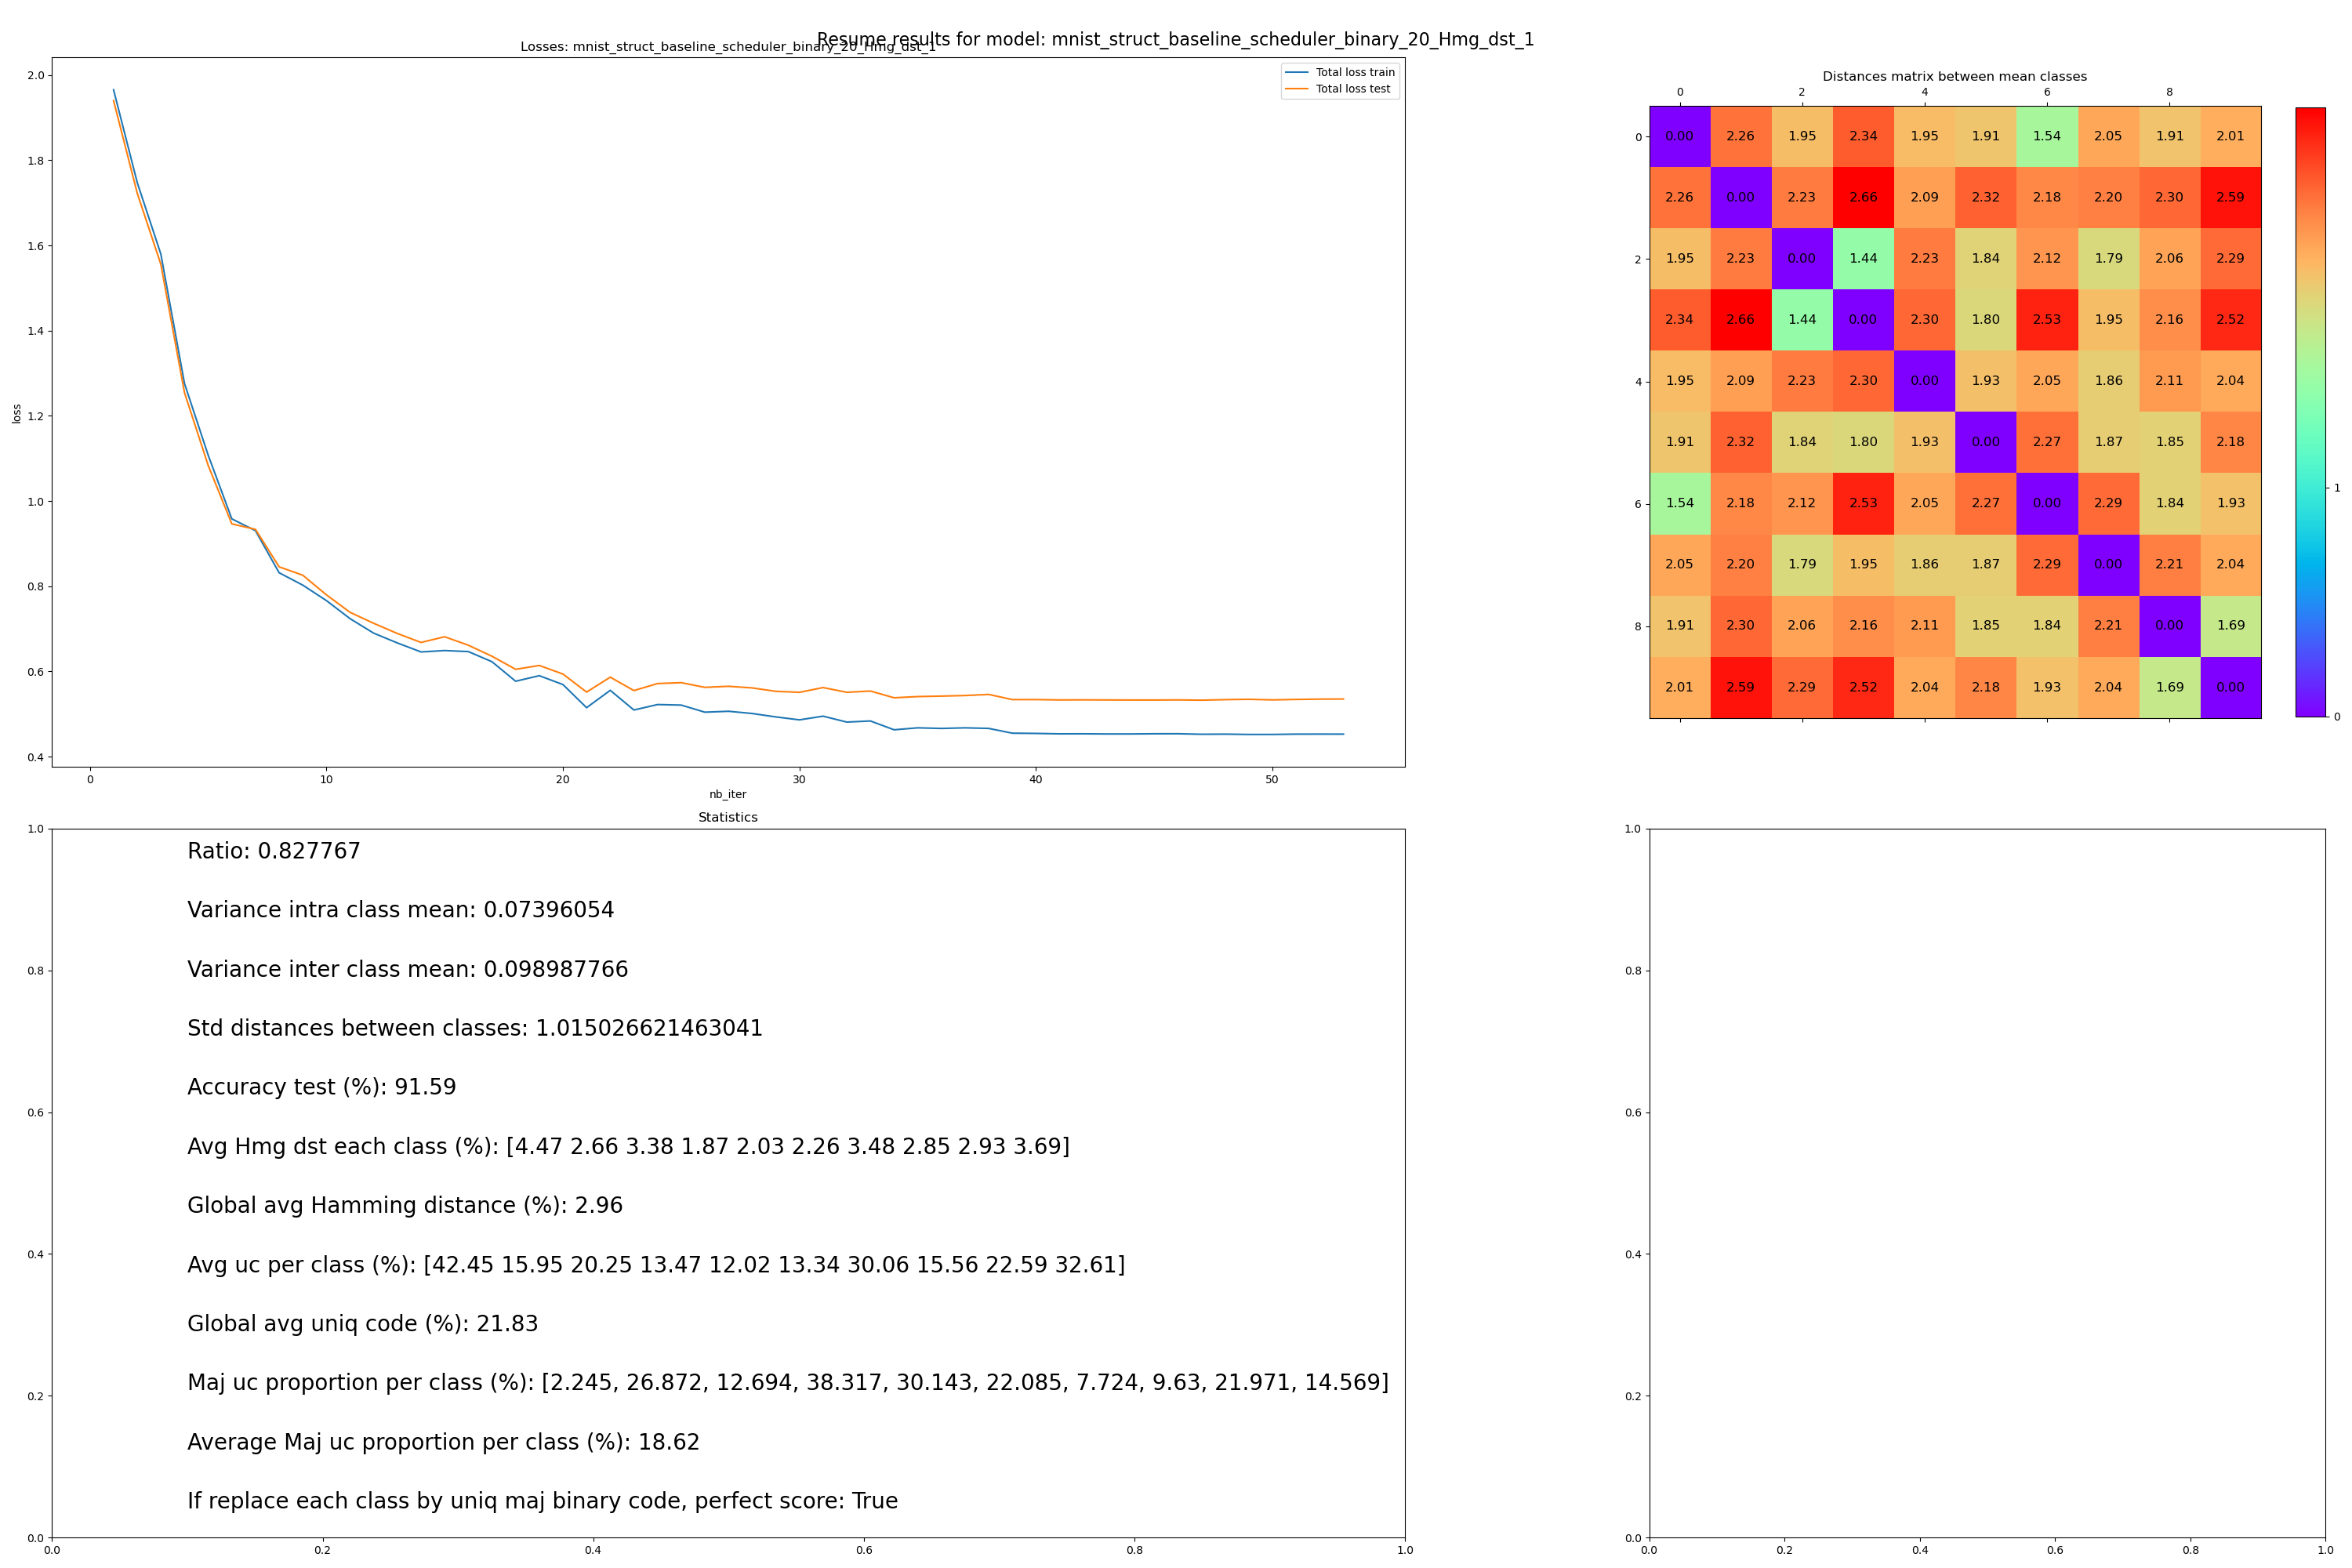 Resume results for model: mnist_struct_baseline_scheduler_binary_20_Hmg_dst_1
Losses: mnist_struct_baseline_scheduler_binary_20_Hmg_dst_1
Total loss train
Total loss test
2.0
1.8
1.6
1.4
1.2
1.0
0.8
0.6
0.4
loss
0 10 20 30 40 50
nb_iter
Distances matrix between mean classes
0 2 4 6 8
0 0.00 2.26 1.95 2.34 1.95 1.91 1.54 2.05 1.91 2.01
2.26 0.00 2.23 2.66 2.09 2.32 2.18 2.20 2.30 2.59
2 1.95 2.23 0.00 1.44 2.23 1.84 2.12 1.79 2.06 2.29
2.34 2.66 1.44 0.00 2.30 1.80 2.53 1.95 2.16 2.52
4 1.95 2.09 2.23 2.30 0.00 1.93 2.05 1.86 2.11 2.04
1.91 2.32 1.84 1.80 1.93 0.00 2.27 1.87 1.85 2.18
6 1.54 2.18 2.12 2.53 2.05 2.27 0.00 2.29 1.84 1.93
2.05 2.20 1.79 1.95 1.86 1.87 2.29 0.00 2.21 2.04
8 1.91 2.30 2.06 2.16 2.11 1.85 1.84 2.21 0.00 1.69
2.01 2.59 2.29 2.52 2.04 2.18 1.93 2.04 1.69 0.00
1
0
Statistics
Ratio: 0.827767
Variance intra class mean: 0.07396054
Variance inter class mean: 0.098987766
Std distances between classes: 1.015026621463041
Accuracy test (%): 91.59
Avg Hmg dst each class (%): [4.47 2.66 3.38 1.87 2.03 2.26 3.48 2.85 2.93 3.69]
Global avg Hamming distance (%): 2.96
Avg uc per class (%): [42.45 15.95 20.25 13.47 12.02 13.34 30.06 15.56 22.59 32.61]
Global avg uniq code (%): 21.83
Maj uc proportion per class (%): [2.245, 26.872, 12.694, 38.317, 30.143, 22.085, 7.724, 9.63, 21.971, 14.569]
Average Maj uc proportion per class (%): 18.62
If replace each class by uniq maj binary code, perfect score: True
1.0
0.8
0.6
0.4
0.2
0.0
0.0 0.2 0.4 0.6 0.8 1.0
1.0
0.8
0.6
0.4
0.2
0.0
0.0 0.2 0.4 0.6 0.8 1.0